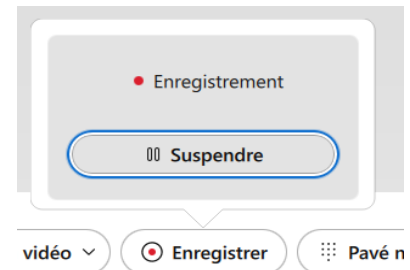 Enregistrement
Suspendre
vidéo
Enregistrer
Pavé n